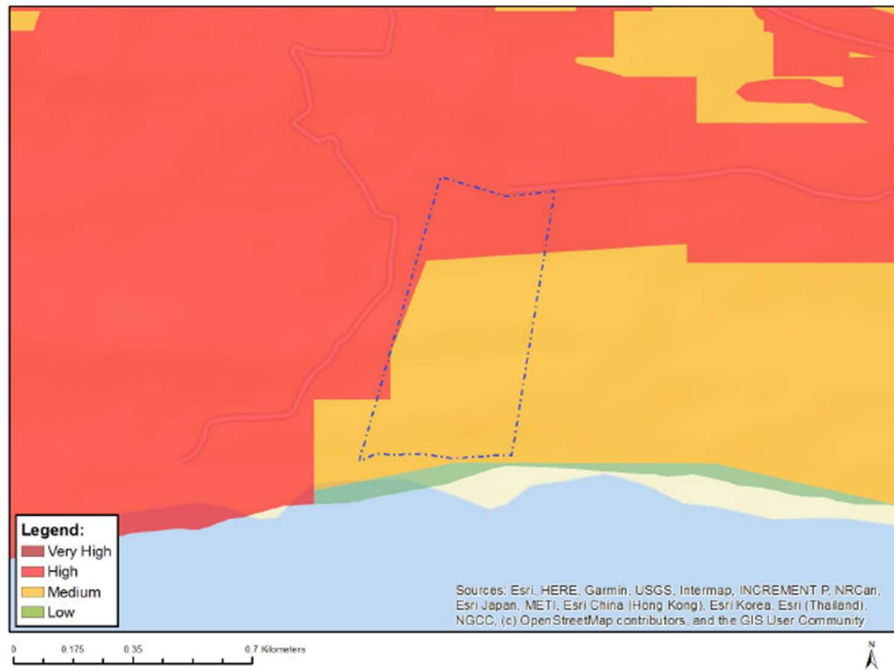 Legend:
Very High
High
Medium
Low
Sources: Esri, HERE, Garmin, USGS, Intermap, INCREMENT P, NRCan,
Esri Japan, METI, Esri China (Hong Kong), Esri Korea, Esri (Thailand),
NGCC, (c) OpenStreetMap contributors, and the GIS User Community
0 0.175 0.35 0.7 Kilometers
N